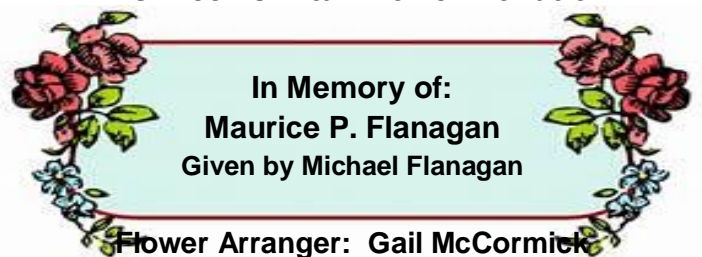 In Memory of:
Maurice P. Flanagan
Given by Michael Flanagan
Flower Arranger: Gail McCormick